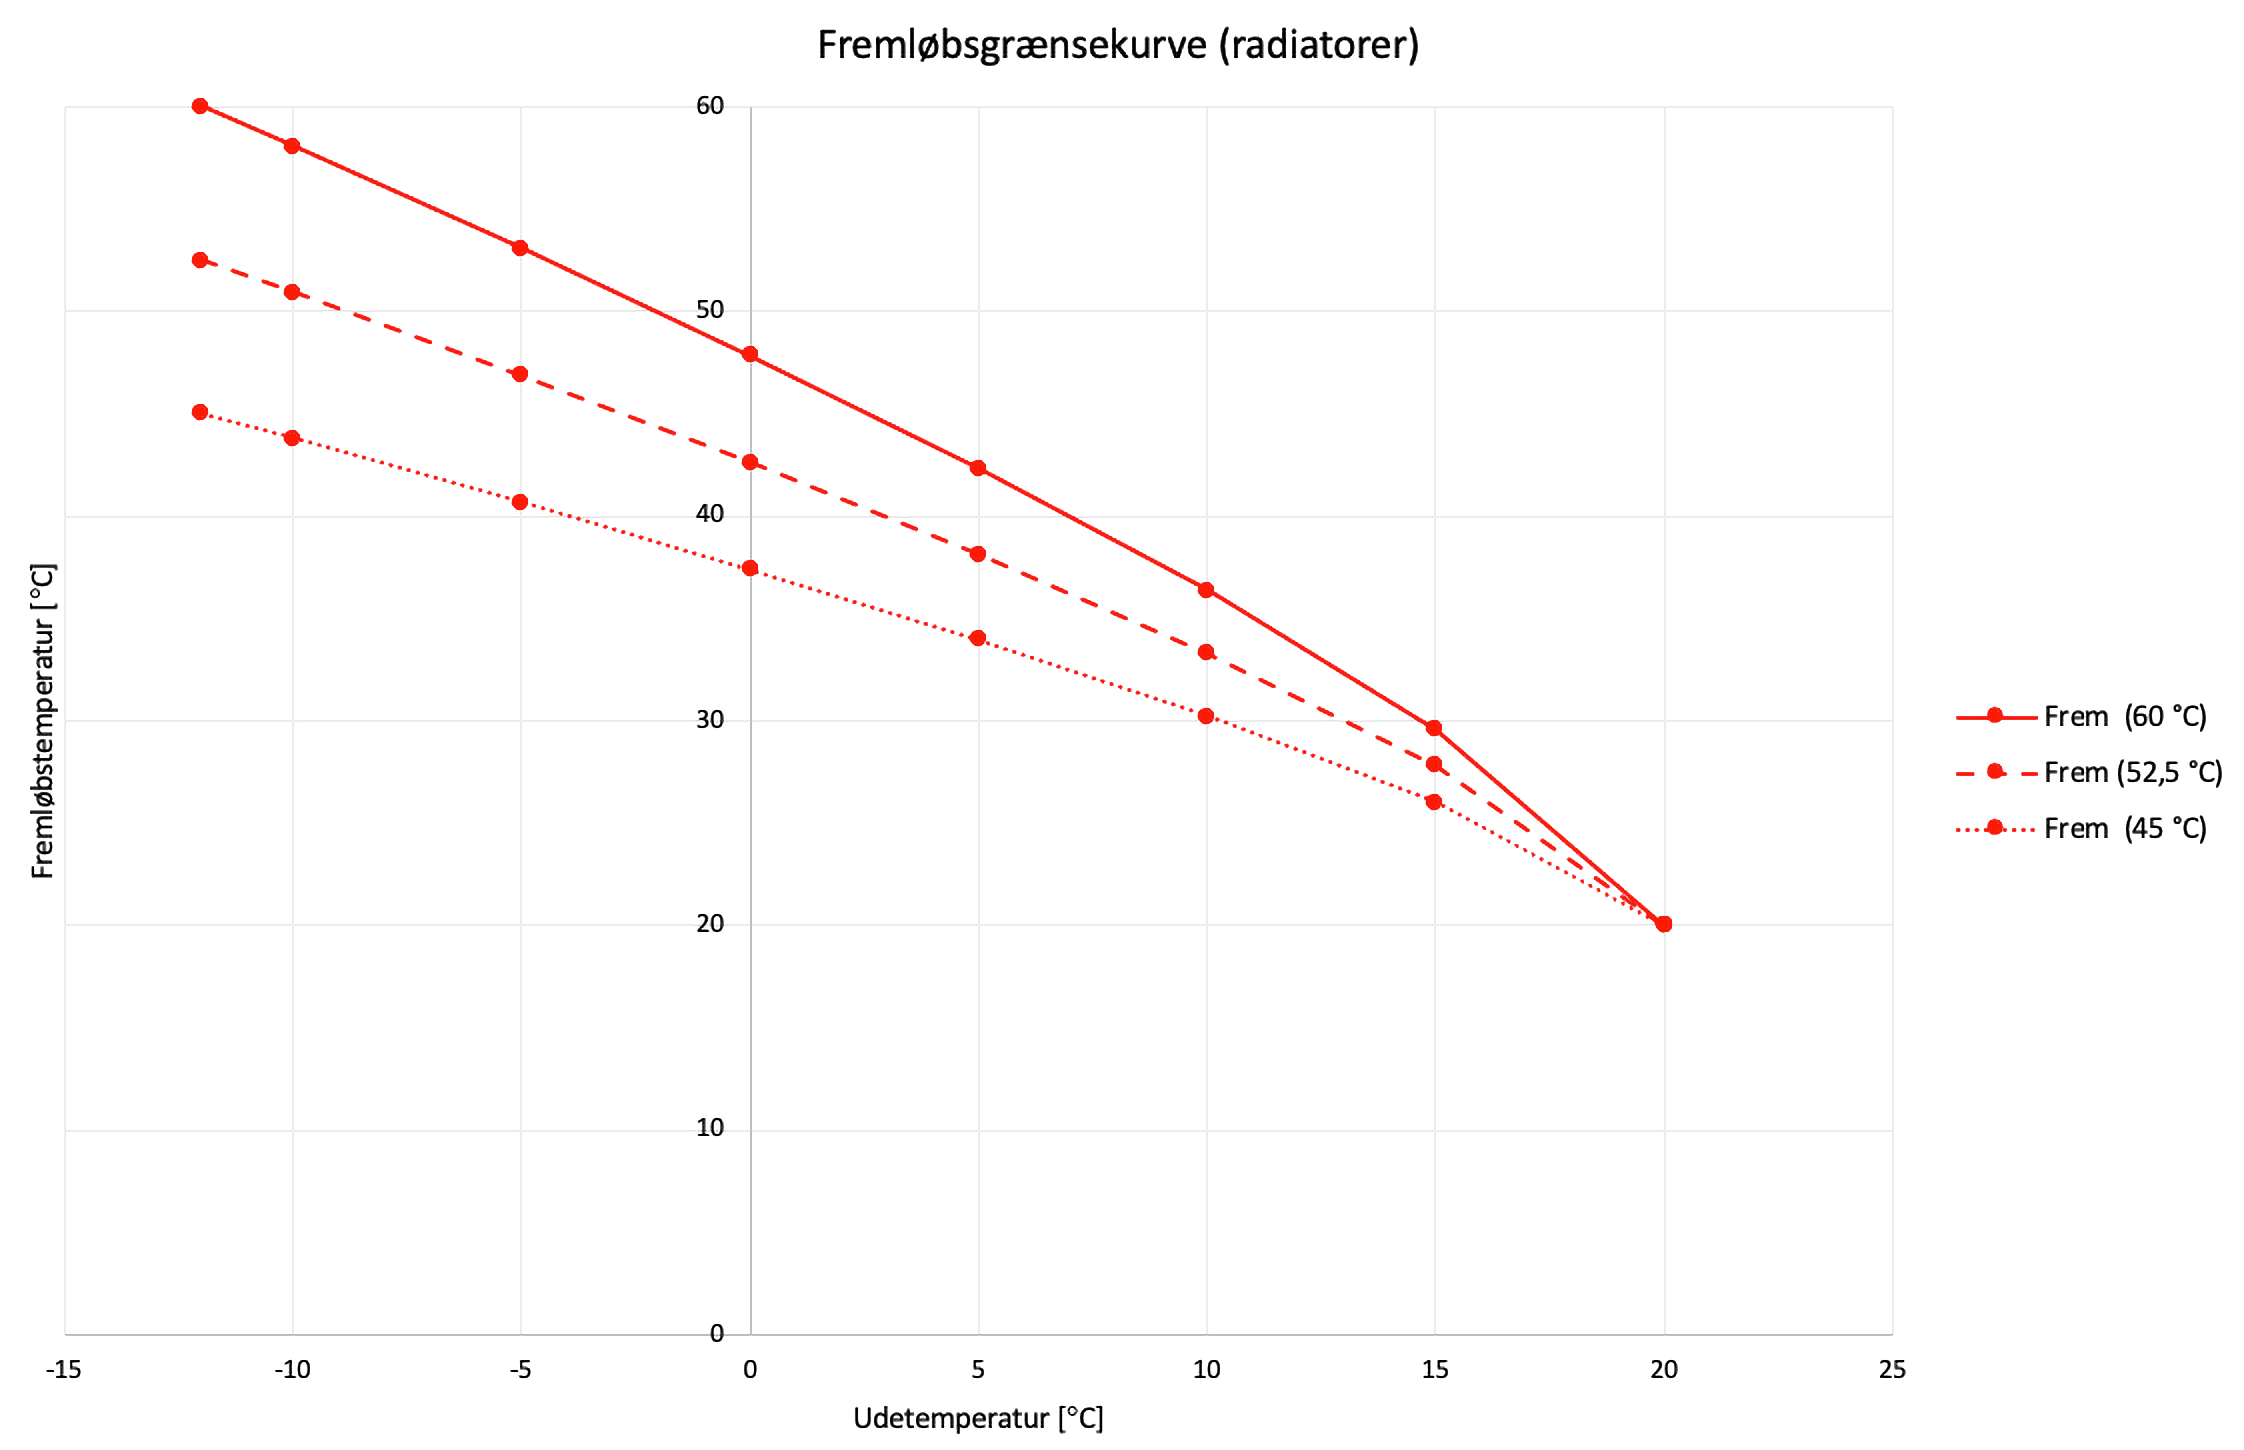 Fremløbsgrænsekurve (radiatorer)
60
50
40
30
20
10
0
Fremløbstemperatur [°C]
-15 -10 -5 0 5 10 15 20 25
Udetemperatur [°C]
Frem (60 °C)
Frem (52,5 °C)
Frem (45 °C)